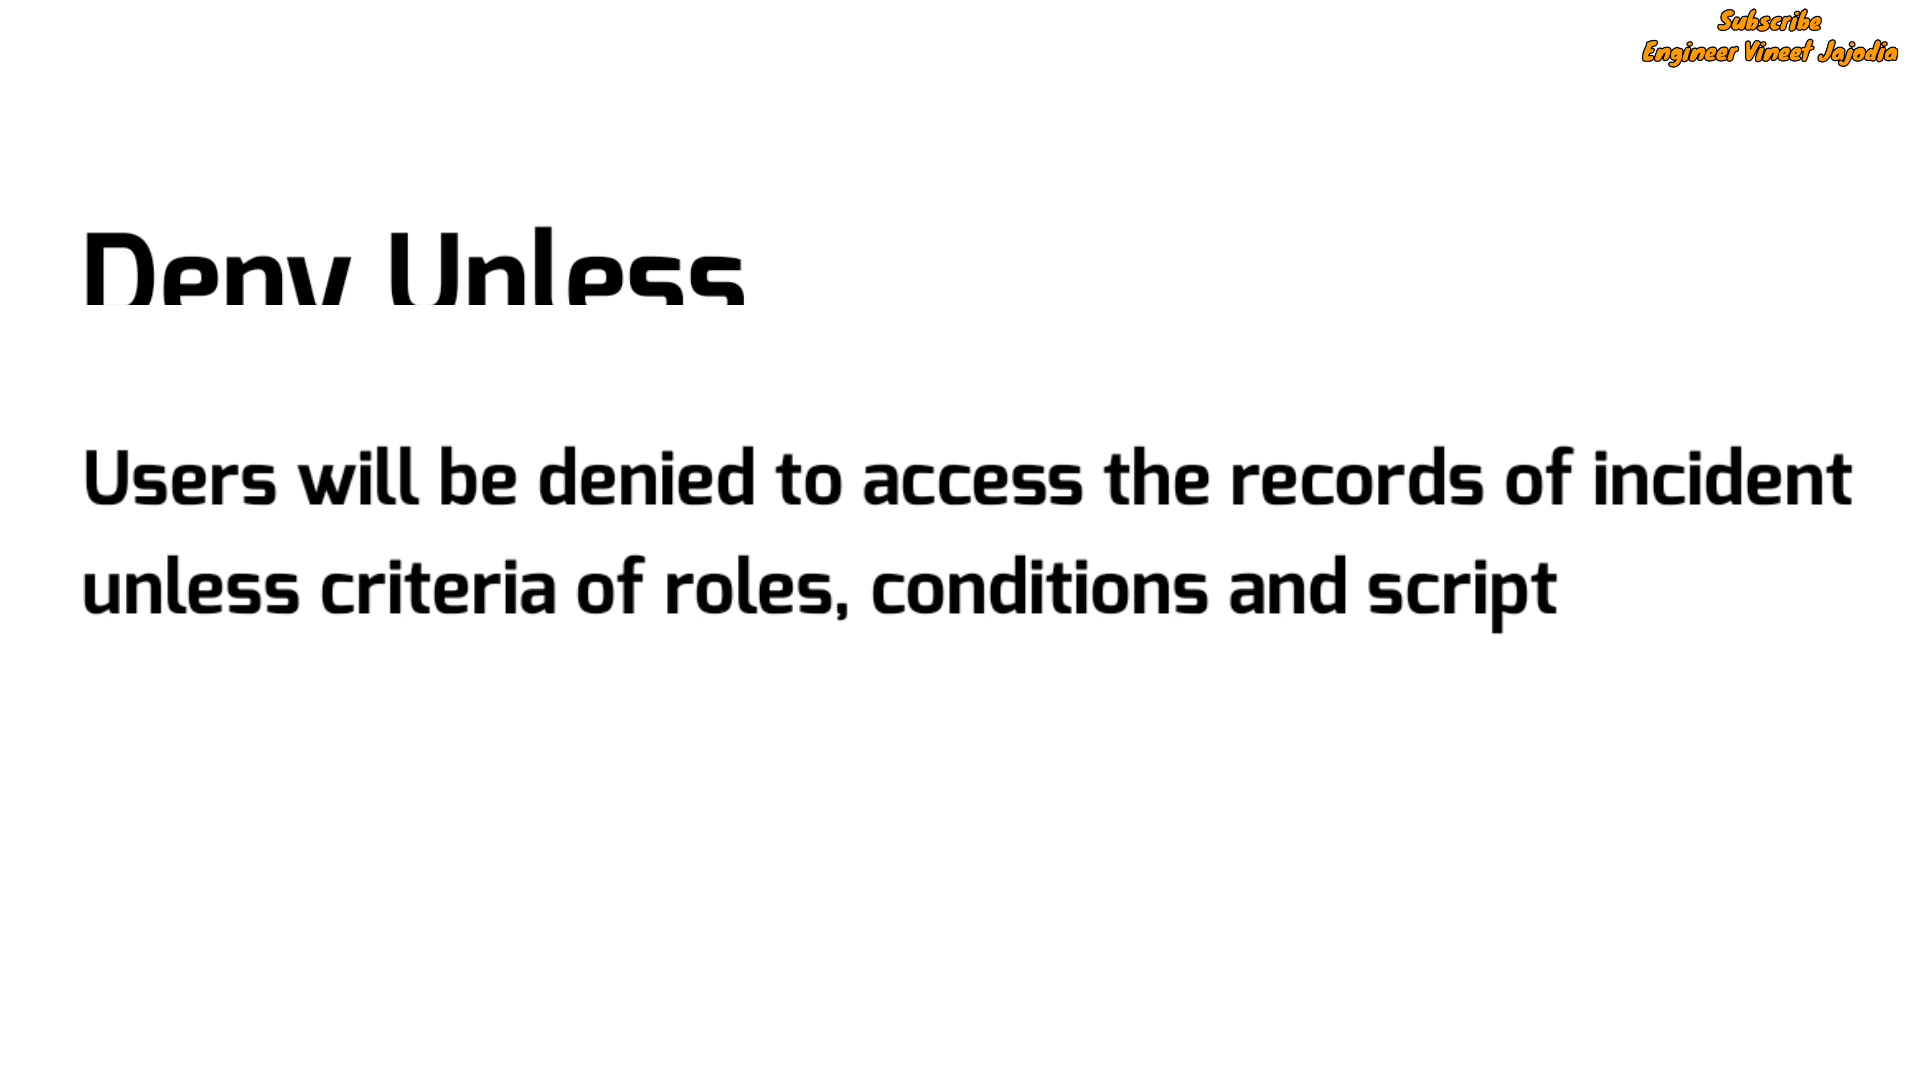 Subscribe
Engineer Vineet Jajodia
Deny Unless
Users will be denied to access the records of incident
unless criteria of roles, conditions and script